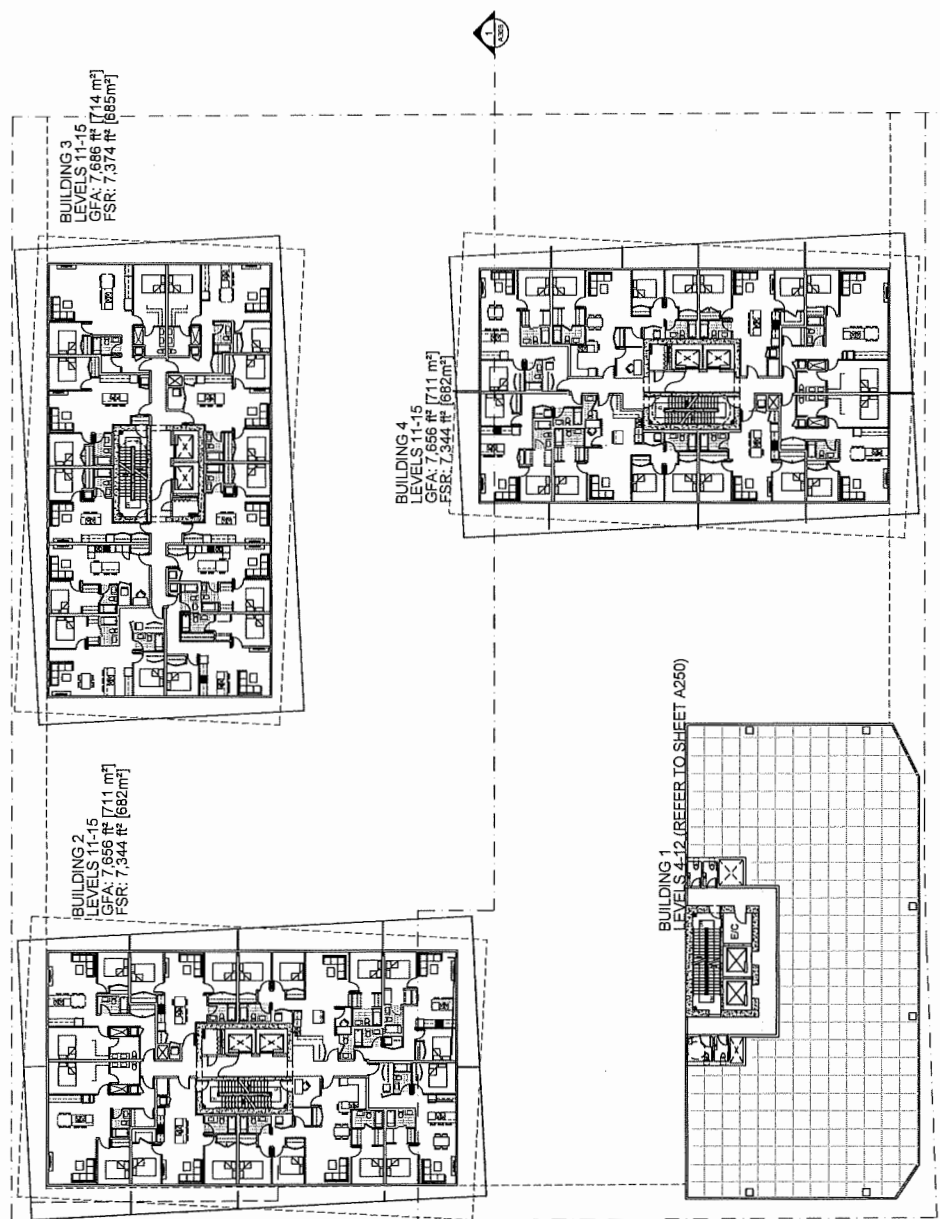 1
A305
BUILDING 3
LEVELS 11-15
GFA: 7,686 ft² [714 m²]
FSR: 7,374 ft² [685m²]
BUILDING 4
LEVELS 11-15
GFA: 7,656 ft² [711 m²]
FSR: 7,344 ft² [682m²]
BUILDING 2
LEVELS 11-15
GFA: 7,656 ft² [711 m²]
FSR: 7,344 ft² [682m²]
BUILDING 1
LEVELS 4-12 (REFER TO SHEET A250)
E/C